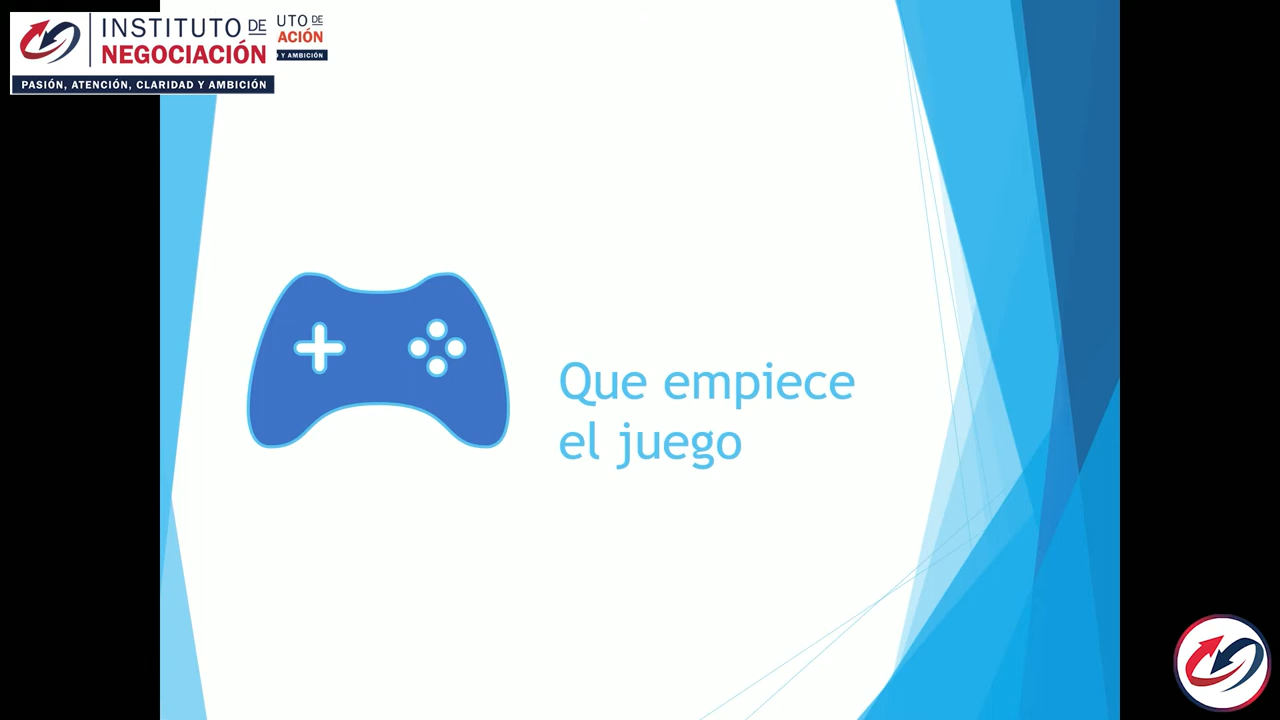 INSTITUTO DE
NEGOCIACIÓN
PASIÓN, ATENCIÓN, CLARIDAD Y AMBICIÓN
UTO DE
ACIÓN
Y AMBICIÓN
Que empiece
el juego